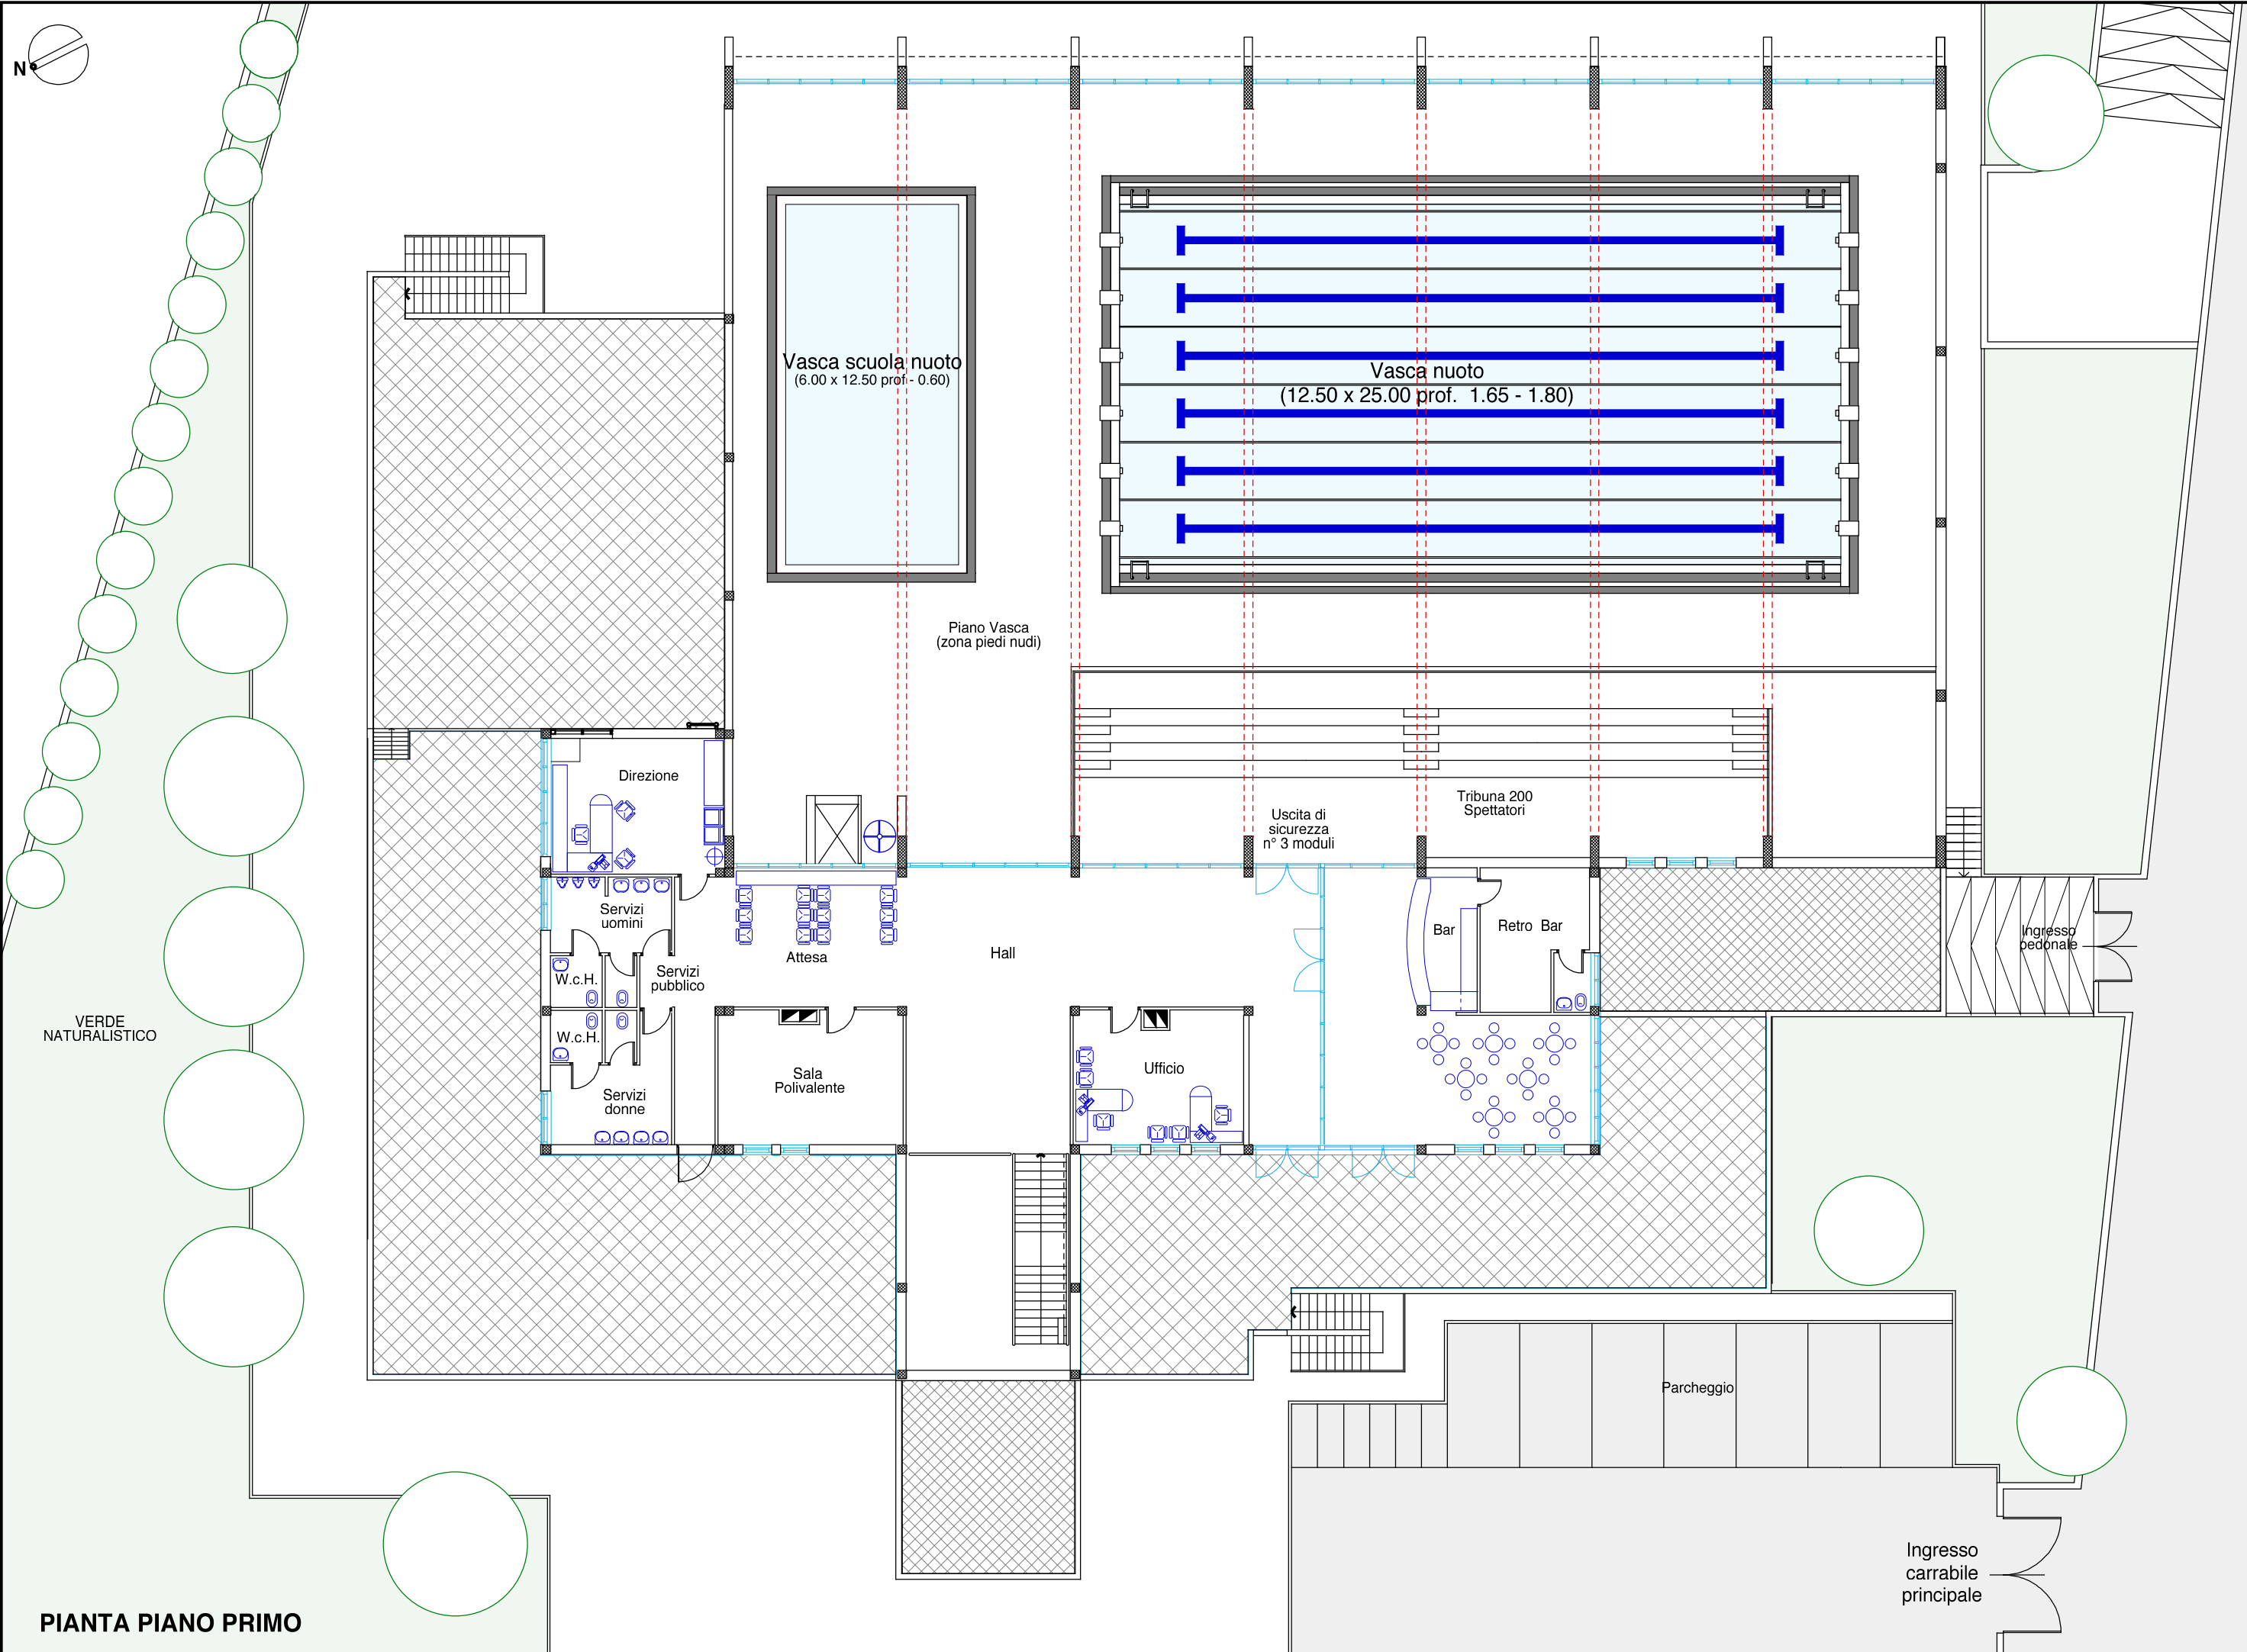 N
Vasca scuola nuoto
(6.00 x 12.50 prof - 0.60)
Vasca nuoto
(12.50 x 25.00 prof. 1.65 - 1.80)
Piano Vasca
(zona piedi nudi)
Direzione
Tribuna 200
Spettatori
Uscita di
sicurezza
n° 3 moduli
Servizi
uomini
Attesa
Hall
Bar
Retro Bar
Ingresso
pedonale
W.c.H.
Servizi
pubblico
VERDE
NATURALISTICO
W.c.H.
Sala
Polivalente
Ufficio
Servizi
donne
Parcheggio
Ingresso
carrabile
principale
PIANTA PIANO PRIMO